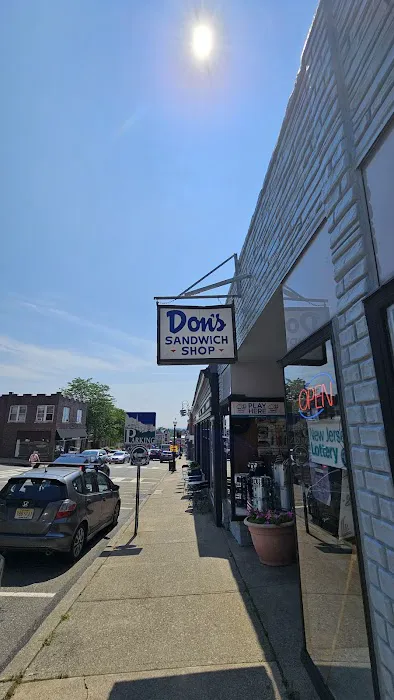 Don's
SANDWICH
SHOP
PLAY
HERE
OPEN
New Jersey
Lottery
PARKING